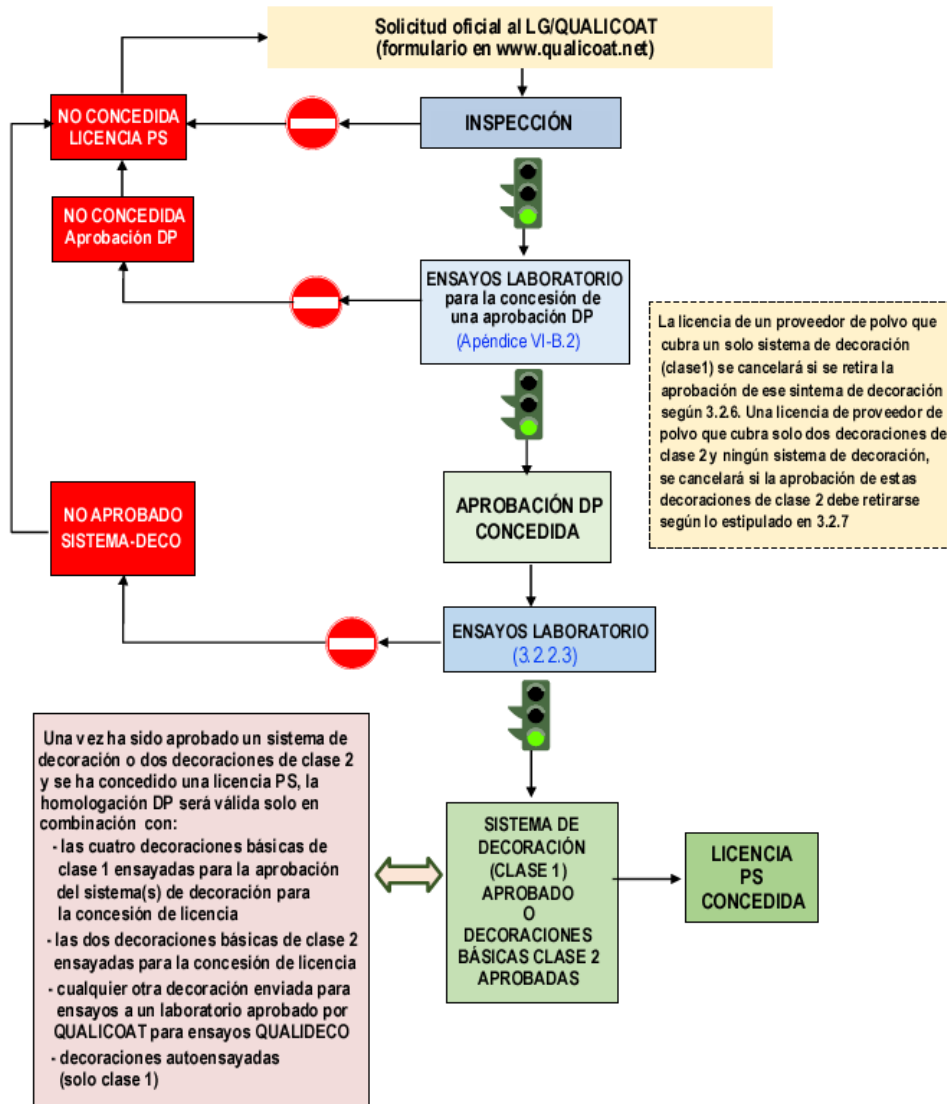 Solicitud oficial al LG/QUALICOAT
(formulario en www.qualicoat.net)
NO CONCEDIDA
LICENCIA PS
INSPECCIÓN
NO CONCEDIDA
Aprobación DP
ENSAYOS LABORATORIO
para la concesión de
una aprobación DP
(Apéndice VI-B.2)
La licencia de un proveedor de polvo que
cubra un solo sistema de decoración
(clase1) se cancelará si se retira la
aprobación de ese sintema de decoración
según 3.2.6. Una licencia de proveedor de
polvo que cubra solo dos decoraciones de
clase 2 y ningún sistema de decoración,
se cancelará si la aprobación de estas
decoraciones de clase 2 debe retirarse
según lo estipulado en 3.2.7
NO APROBADO
SISTEMA-DECO
APROBACIÓN DP
CONCEDIDA
ENSAYOS LABORATORIO
(3.2.2.3)
Una vez ha sido aprobado un sistema de
decoración o dos decoraciones de clase 2
y se ha concedido una licencia PS, la
homologación DP será válida solo en
combinación con:
- las cuatro decoraciones básicas de
clase 1 ensayadas para la aprobación
del sistema(s) de decoración para
la concesión de licencia
- las dos decoraciones básicas de clase 2
ensayadas para la concesión de licencia
- cualquier otra decoración enviada para
ensayos a un laboratorio aprobado por
QUALICOAT para ensayos QUALIDECO
- decoraciones autoensayadas
(solo clase 1)
SISTEMA DE
DECORACIÓN
(CLASE 1)
APROBADO
O
DECORACIONES
BÁSICAS CLASE 2
APROBADAS
LICENCIA
PS
CONCEDIDA